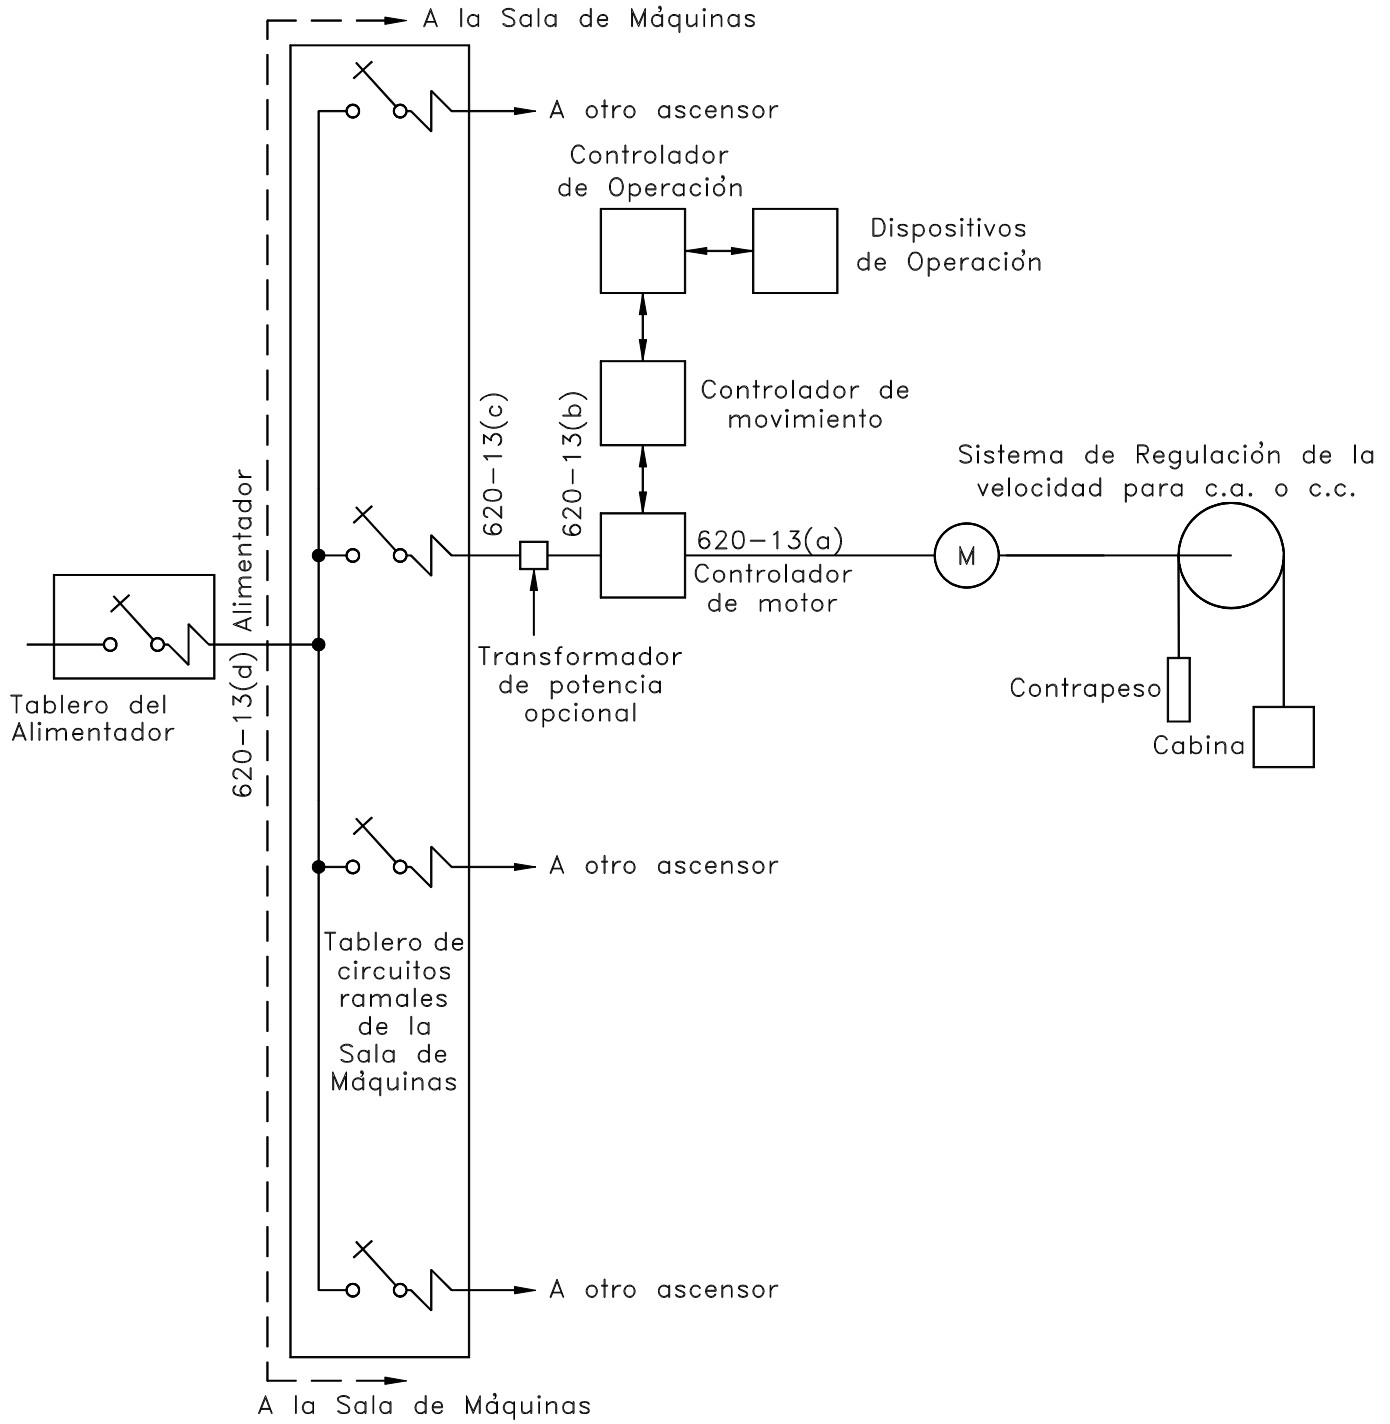 A la Sala de Máquinas
A otro ascensor
Controlador
de Operación
Dispositivos
de Operación
Controlador de
movimiento
620-13(c)
620-13(b)
Sistema de Regulación de la
velocidad para c.a. o c.c.
620-13(a)
Controlador
de motor
M
620-13(d) Alimentador
Transformador
de potencia
opcional
Tablero del
Alimentador
Contrapeso
Cabina
A otro ascensor
Tablero de
circuitos
ramales
de la
Sala de
Máquinas
A otro ascensor
A la Sala de Máquinas